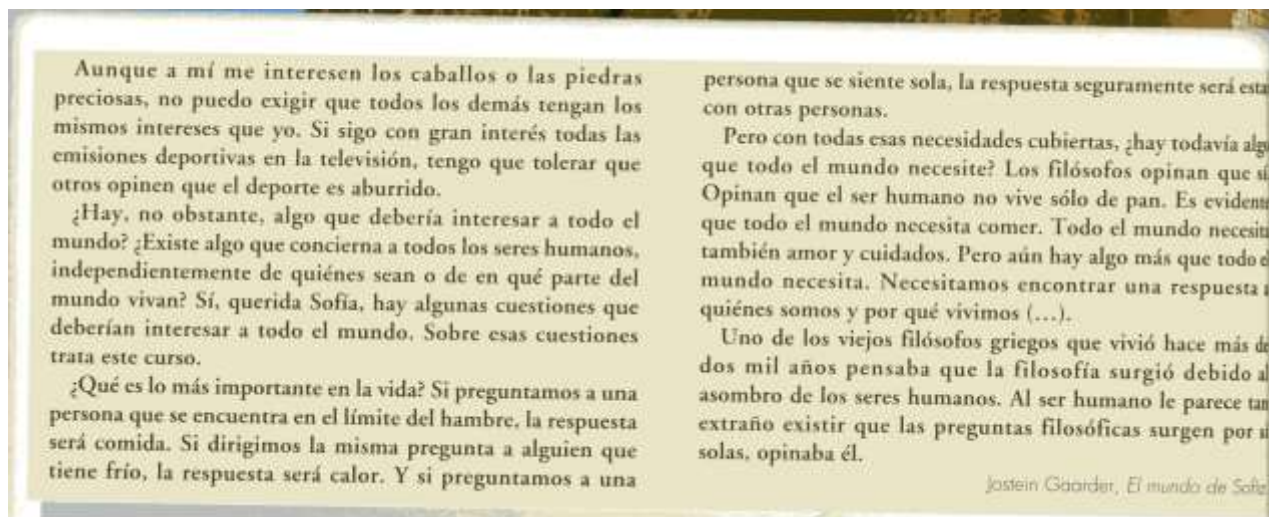 Aunque a mí me interesen los caballos o las piedras
preciosas, no puedo exigir que todos los demás tengan los
mismos intereses que yo. Si sigo con gran interés todas las
emisiones deportivas en la televisión, tengo que tolerar que
otros opinen que el deporte es aburrido.
¿Hay, no obstante, algo que debería interesar a todo el
mundo? ¿Existe algo que concierna a todos los seres humanos,
independientemente de quiénes sean o de en qué parte del
mundo vivan? Sí, querida Sofía, hay algunas cuestiones que
deberían interesar a todo el mundo. Sobre esas cuestiones
trata este curso.
¿Qué es lo más importante en la vida? Si preguntamos a una
persona que se encuentra en el límite del hambre, la respuesta
será comida. Si dirigimos la misma pregunta a alguien que
tiene frío, la respuesta será calor. Y si preguntamos a una
persona que se siente sola, la respuesta seguramente será esta
con otras personas.
Pero con todas esas necesidades cubiertas, ¿hay todavía algo
que todo el mundo necesite? Los filósofos opinan que sí
Opinan que el ser humano no vive sólo de pan. Es evidente
que todo el mundo necesita comer. Todo el mundo necesita
también amor y cuidados. Pero aún hay algo más que todo e
mundo necesita. Necesitamos encontrar una respuesta a
quiénes somos y por qué vivimos (...).
Uno de los viejos filósofos griegos que vivió hace más de
dos mil años pensaba que la filosofía surgió debido al
asombro de los seres humanos. Al ser humano le parece tan
extraño existir que las preguntas filosóficas surgen por sí
solas, opinaba él.
Jostein Gaarder, El mundo de Sofía